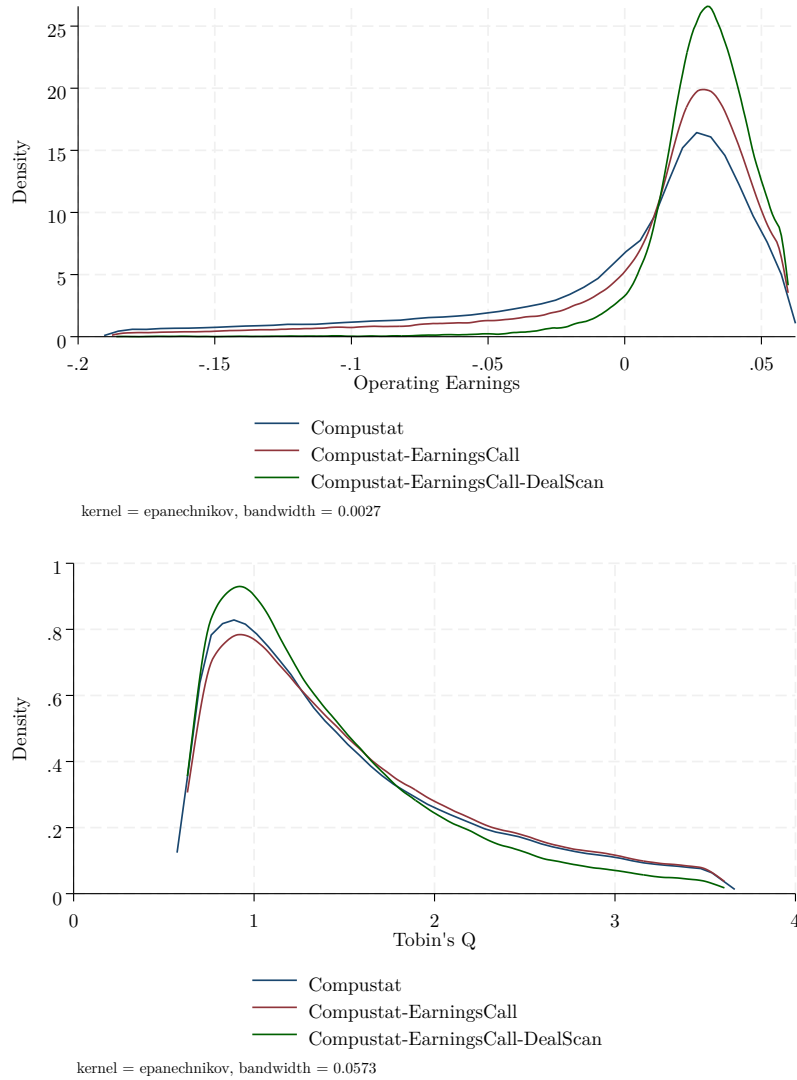 25
20
15
10
5
0
Density
-.2 -.15 -.1 -.05 0 .05
Operating Earnings
Compustat
Compustat-EarningsCall
Compustat-EarningsCall-DealScan
kernel = epanechnikov, bandwidth = 0.0027
1
.8
.6
.4
.2
0
Density
0 1 2 3 4
Tobin's Q
Compustat
Compustat-EarningsCall
Compustat-EarningsCall-DealScan
kernel = epanechnikov, bandwidth = 0.0573